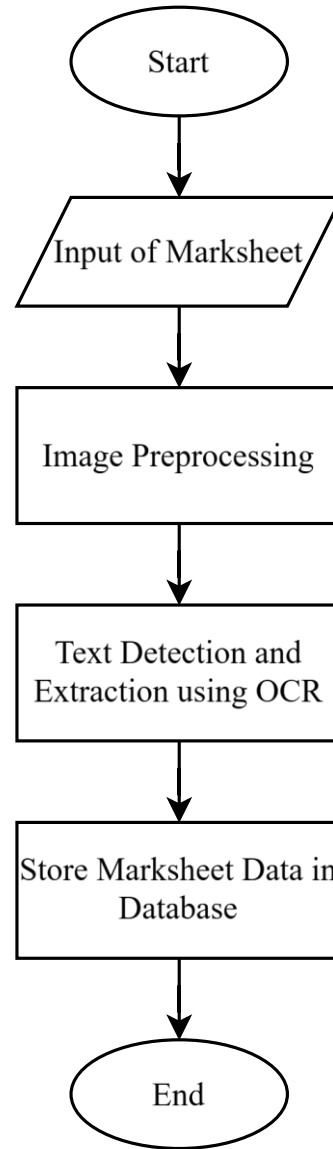 Start
Input of Marksheet
Image Preprocessing
Text Detection and
Extraction using OCR
Store Marksheet Data in
Database
End